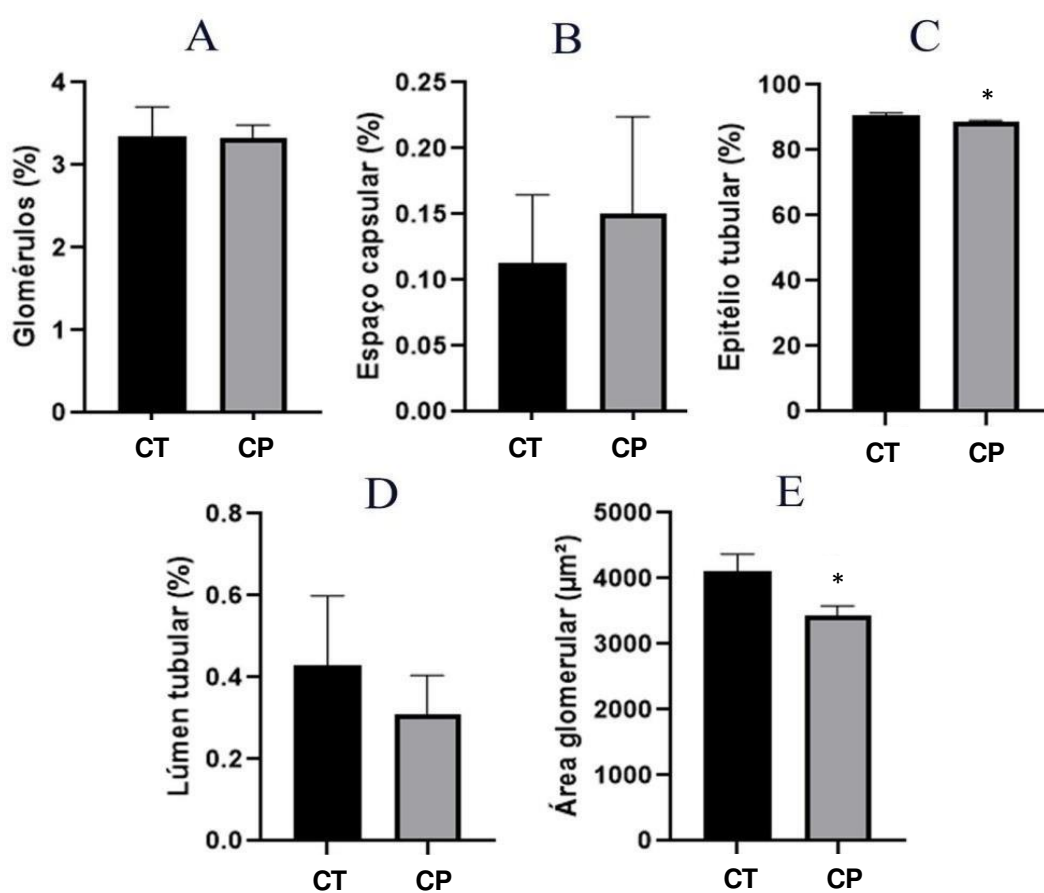 A
Glomérulos (%)
4
3
2
1
0
CT CP
B
Espaço capsular (%)
0.25
0.20
0.15
0.10
0.05
0.00
CT CP
C
Epitélio tubular (%)
100
80
60
40
20
0
*
CT CP
D
Lúmen tubular (%)
0.8
0.6
0.4
0.2
0.0
CT CP
E
Área glomerular (µm²)
5000
4000
3000
2000
1000
0
*
CT CP